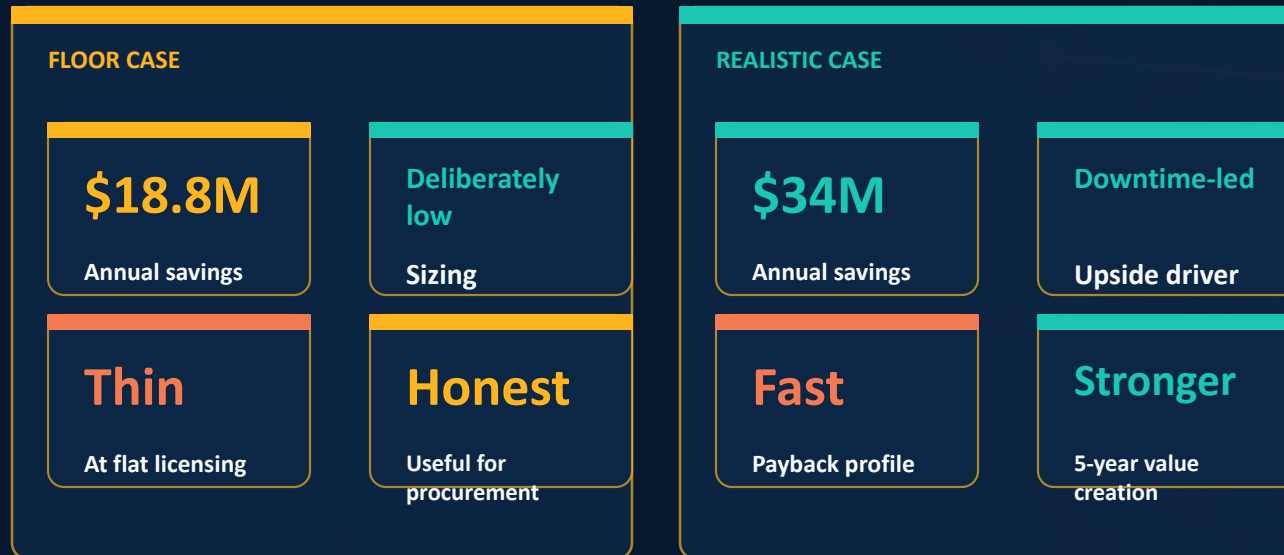 FLOOR CASE
$18.8M
Annual savings
Deliberately
low
Sizing
Thin
At flat licensing
Honest
Useful for
procurement
REALISTIC CASE
$34M
Annual savings
Downtime-led
Upside driver
Fast
Payback profile
Stronger
5-year value
creation